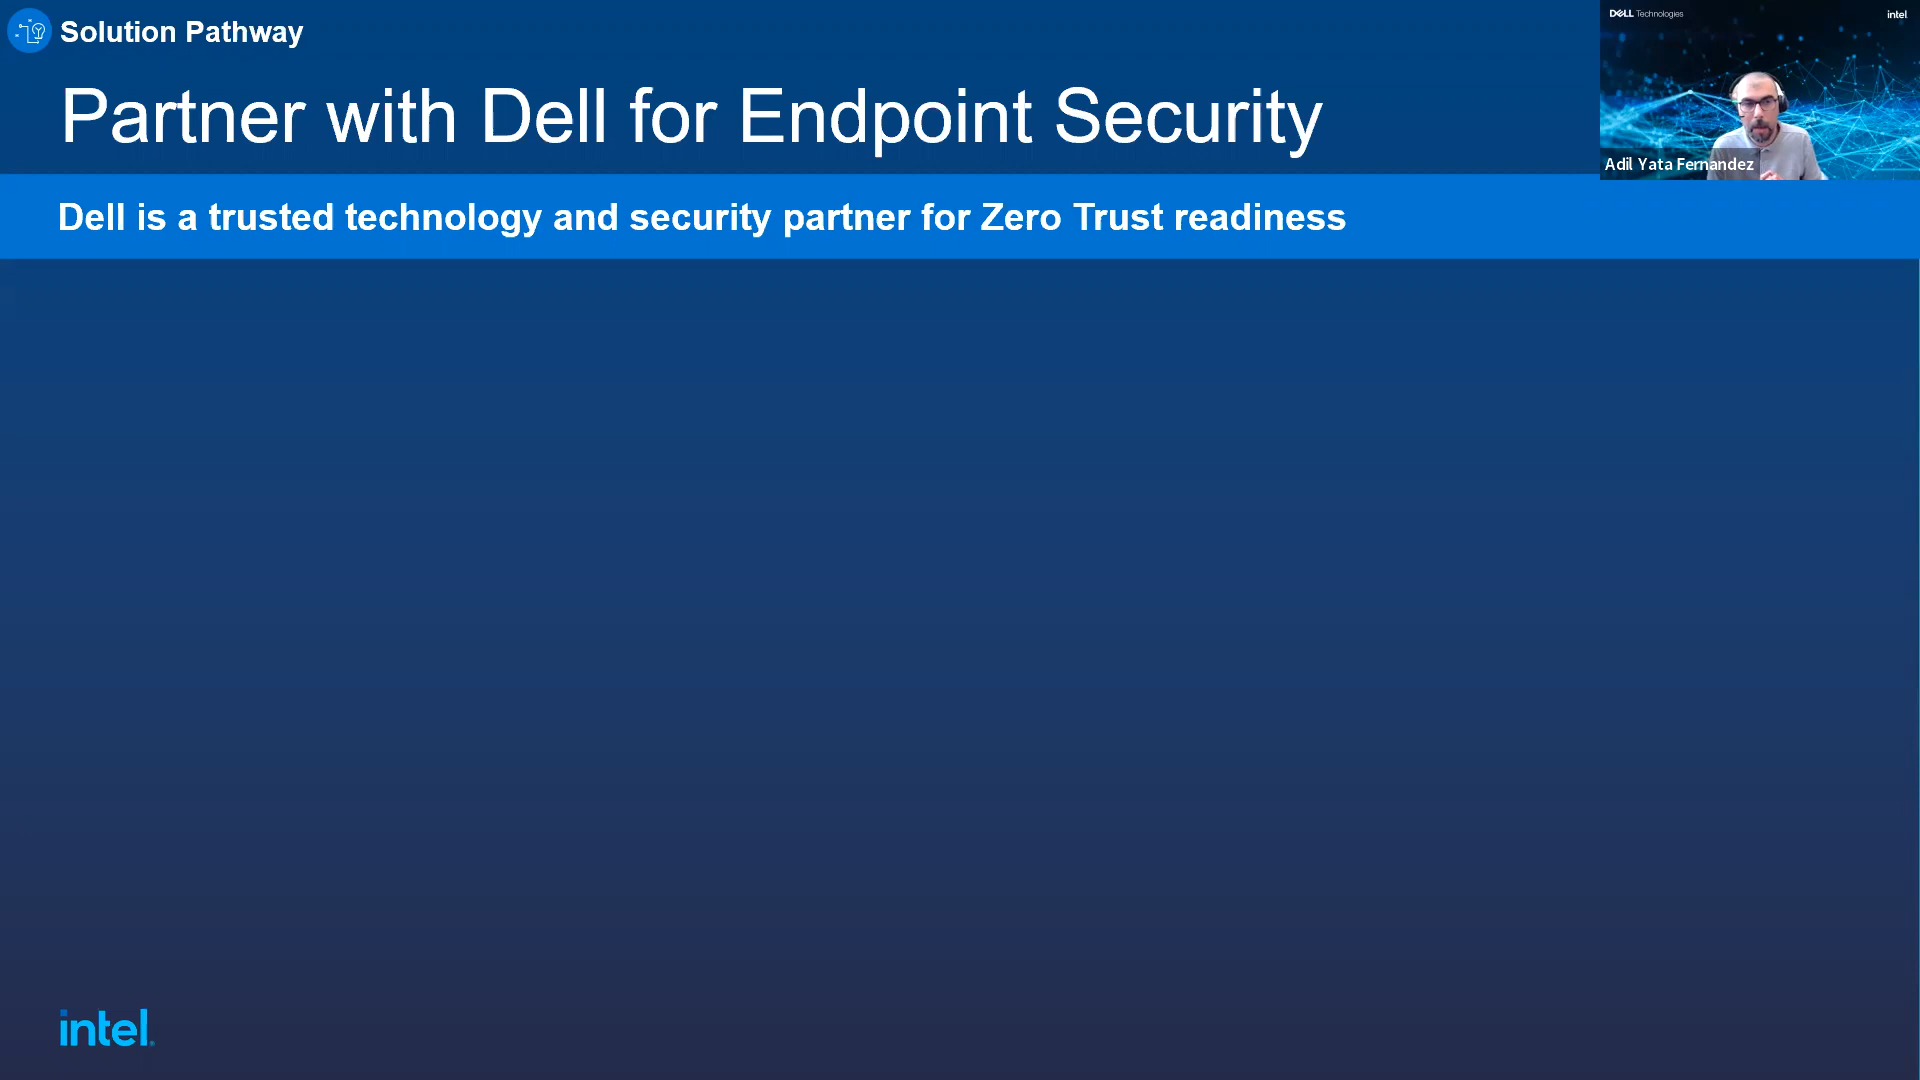 Solution Pathway
Partner with Dell for Endpoint Security
Dell is a trusted technology and security partner for Zero Trust readiness
DELL Technologies
intel
Adil Yata Fernandez
intel.